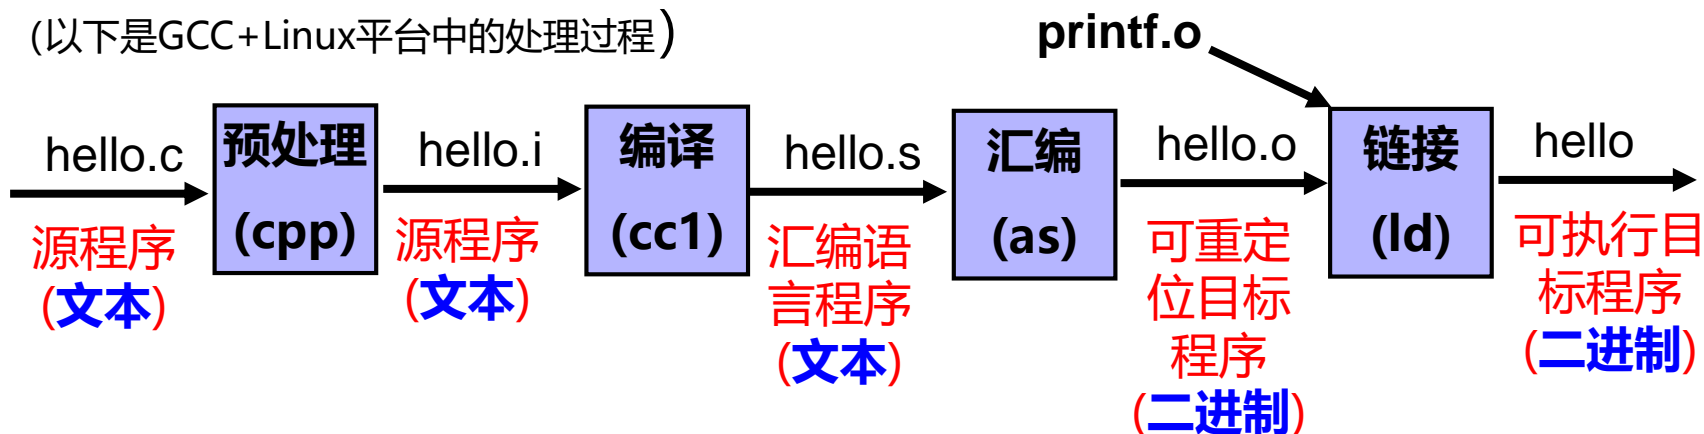 (以下是GCC+Linux平台中的处理过程)
printf.o
hello.c
预处理
(cpp)
hello.i
编译
(cc1)
hello.s
汇编
(as)
hello.o
链接
(ld)
hello
源程序
(文本)
源程序
(文本)
汇编语
言程序
(文本)
可重定
位目标
程序
(二进制)
可执行目
标程序
(二进制)